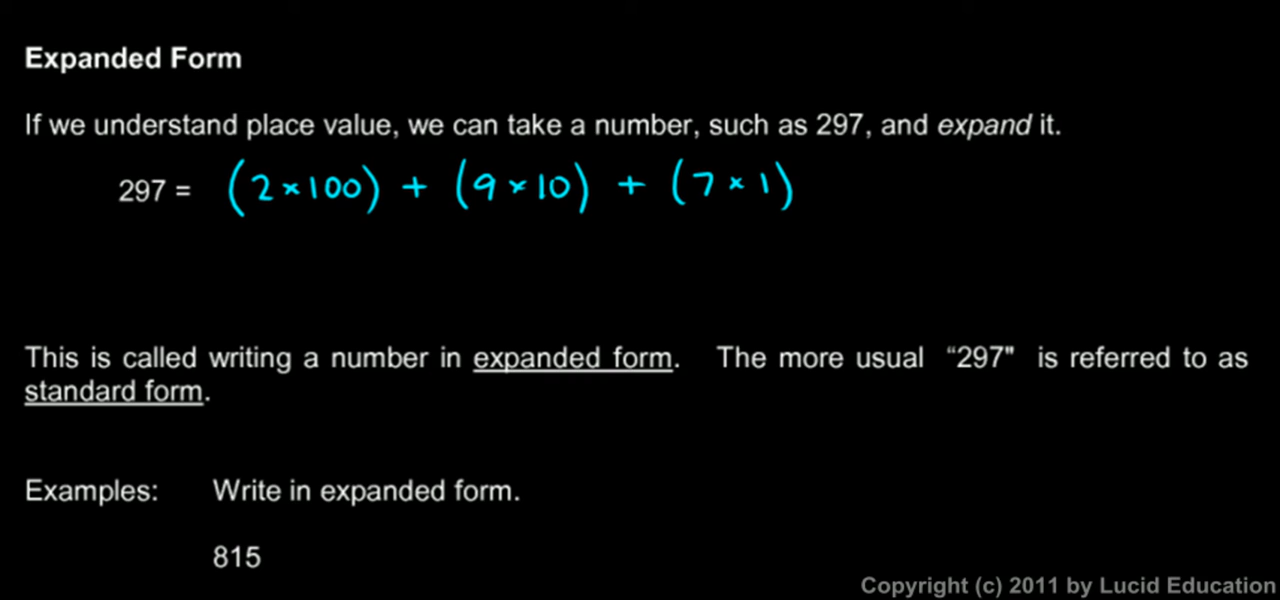 Expanded Form
If we understand place value, we can take a number, such as 297, and expand it.
297 = (2 × 100) + (9 × 10) + (7 × 1)
This is called writing a number in expanded form. The more usual “297" is referred to as
standard form.
Examples: Write in expanded form.
815
Copyright (c) 2011 by Lucid Education